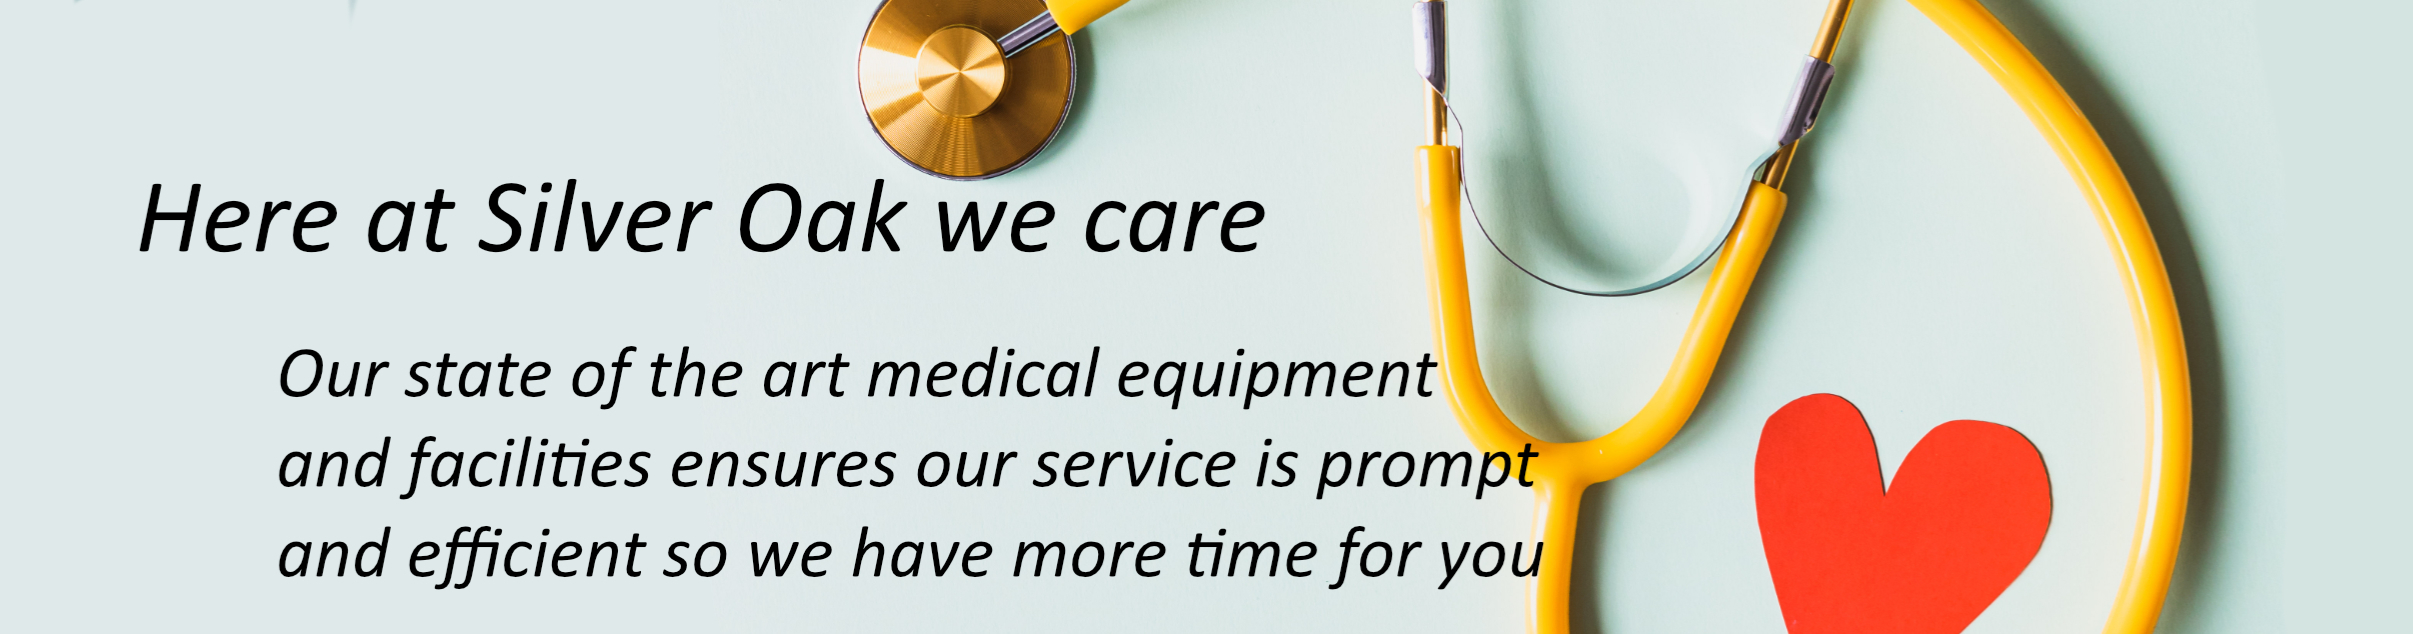 Here at Silver Oak we care
Our state of the art medical equipment
and facilities ensures our service is prompt
and efficient so we have more time for you